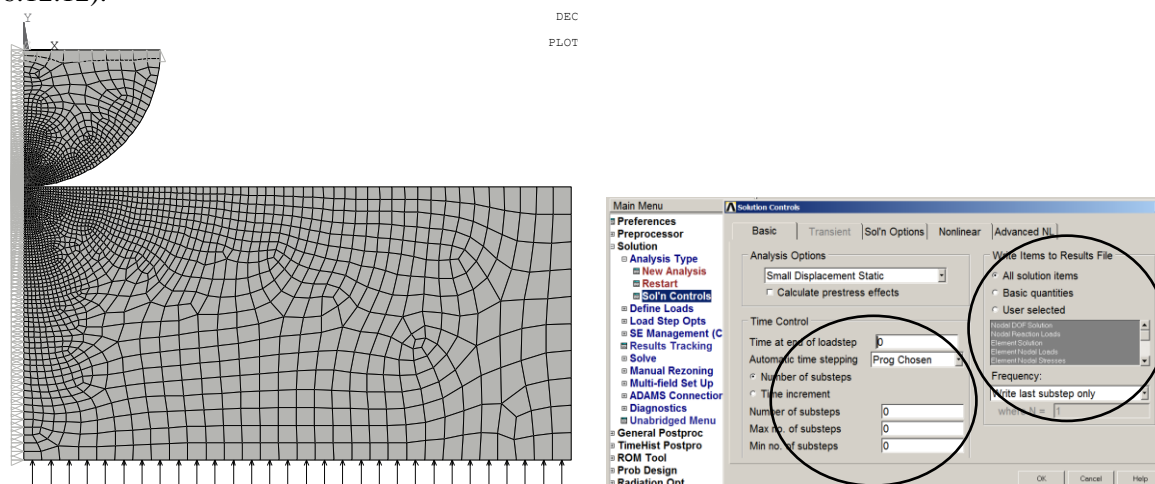 6.12.12).
Y
X
DEC
PLOT
Main Menu
Preferences
Preprocessor
Solution
Analysis Type
New Analysis
Restart
Sol'n Controls
Define Loads
Load Step Opts
SE Management (C
Results Tracking
Solve
Manual Rezoning
Multi-field Set Up
ADAMS Connection
Diagnostics
Unabridged Menu
General Postproc
TimeHist Postpro
ROM Tool
Prob Design
Radiation Opt
Solution Controls
Basic Transient Sol'n Options Nonlinear Advanced NL
Analysis Options
Small Displacement Static
Calculate prestress effects
Time Control
Time at end of loadstep 0
Automatic time stepping Prog Chosen
Number of substeps
Time increment
Number of substeps 0
Max no. of substeps 0
Min no. of substeps 0
Write Items to Results File
All solution items
Basic quantities
User selected
Nodal DOF Solution
Nodal Reaction Loads
Element Solution
Element Nodal Loads
Element Nodal Stresses
Frequency:
Write last substep only
where N = 1
OK Cancel Help